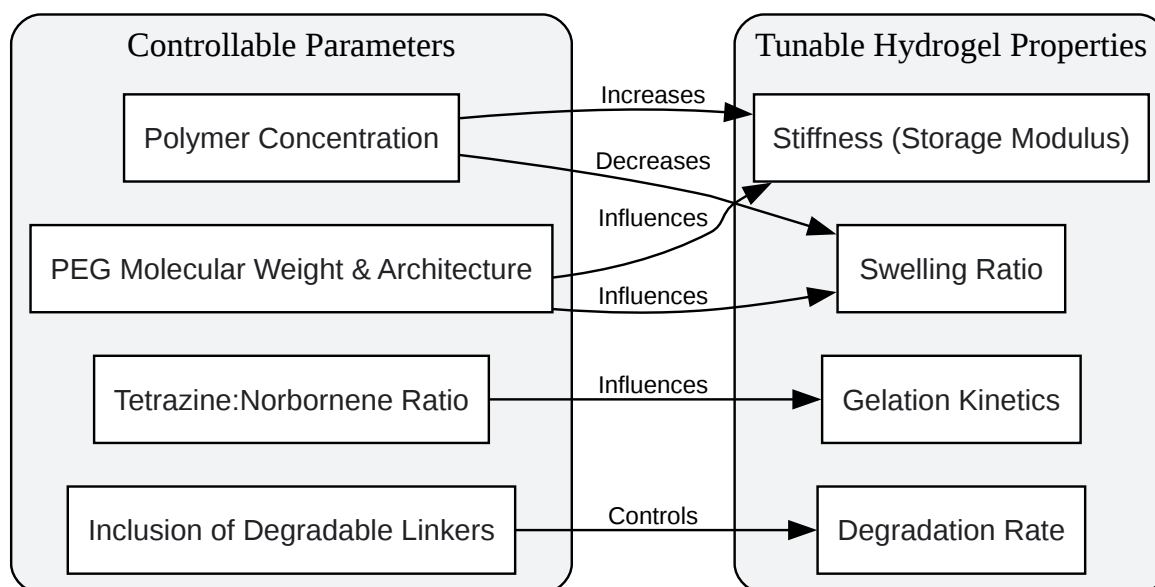 Controllable Parameters
Tunable Hydrogel Properties
Polymer Concentration
Increases
Stiffness (Storage Modulus)
Decreases
PEG Molecular Weight & Architecture
Influences
Influences
Swelling Ratio
Tetrazine:Norbornene Ratio
Influences
Gelation Kinetics
Inclusion of Degradable Linkers
Controls
Degradation Rate